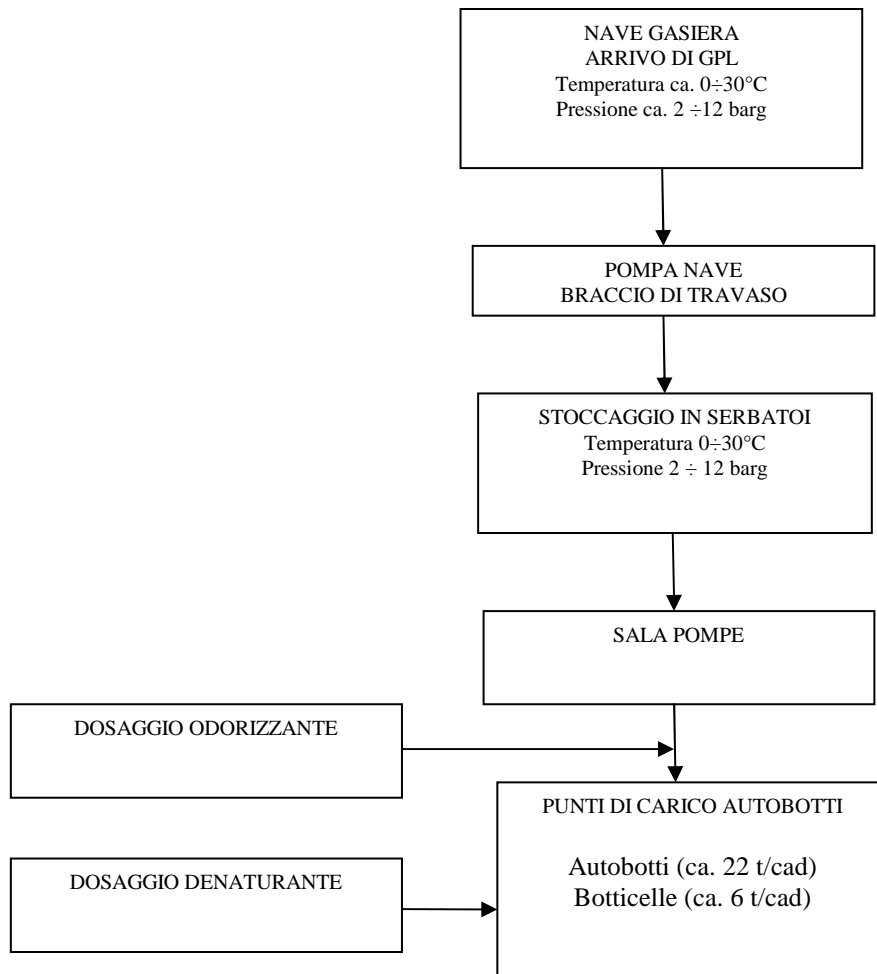 NAVE GASIERA
ARRIVO DI GPL
Temperatura ca. 0÷30°C
Pressione ca. 2 ÷12 barg
POMPA NAVE
BRACCIO DI TRAVASO
STOCCAGGIO IN SERBATOI
Temperatura 0÷30°C
Pressione 2 ÷ 12 barg
SALA POMPE
DOSAGGIO ODORIZZANTE
PUNTI DI CARICO AUTOBOTTI
Autobotti (ca. 22 t/cad)
Botticelle (ca. 6 t/cad)
DOSAGGIO DENATURANTE